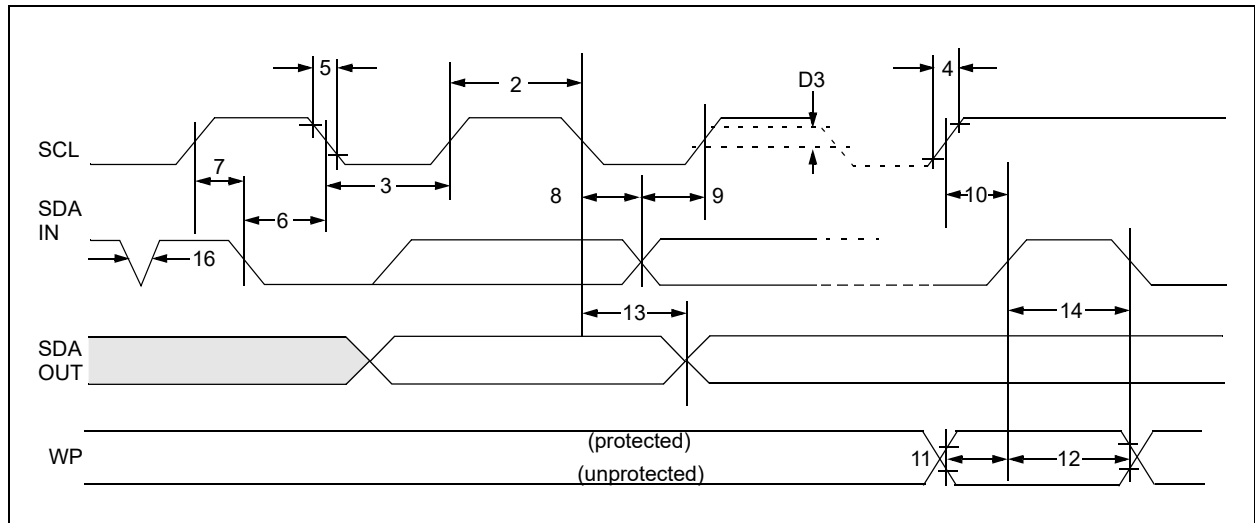 5
2
D3
4
SCL
7
3
8
9
10
SDA
IN
6
16
13
14
SDA
OUT
(protected)
WP
11
12
(unprotected)